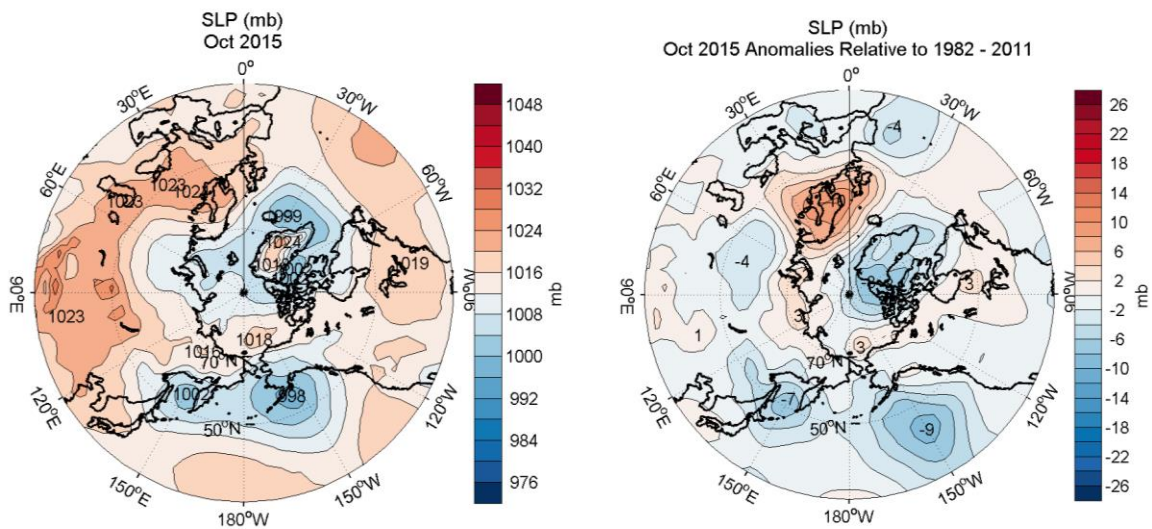 SLP (mb)
Oct 2015
0°
30°E
30°W
60°E
60°W
90°E
90°W
120°E
120°W
150°E
150°W
180°W
70°N
50°N
1023
1023
999
1024
1019
1023
1018
1016
1002
998
1048
1040
1032
1024
1016
1008
1000
992
984
976
mb
SLP (mb)
Oct 2015 Anomalies Relative to 1982 - 2011
0°
30°E
30°W
60°E
60°W
90°E
90°W
120°E
120°W
150°E
150°W
180°W
70°N
50°N
-4
-4
3
3
1
3
-7
-9
26
22
18
14
10
6
2
-2
-6
-10
-14
-18
-22
-26
mb